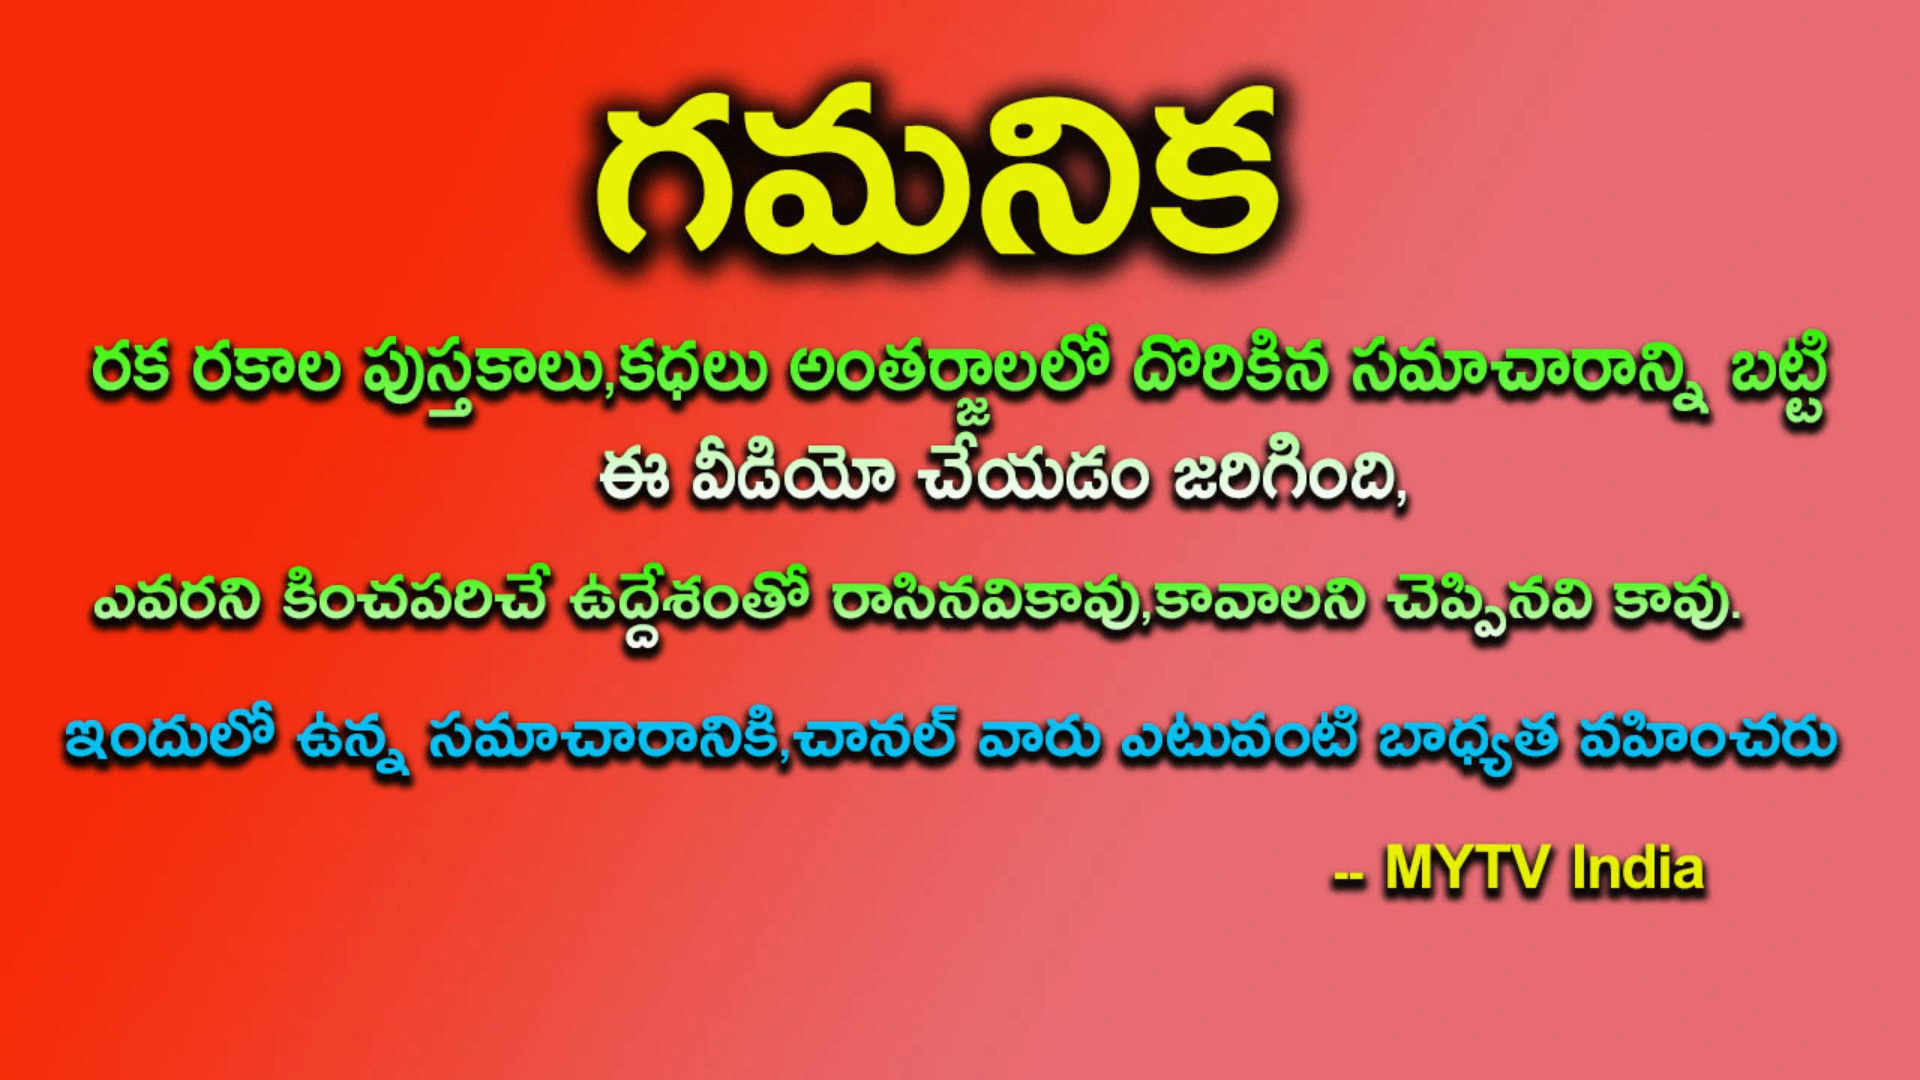 గమనిక
రక రకాల పుస్తకాలు,కధలు అంతర్జాలలో దొరికిన సమాచారాన్ని బట్టి
ఈ వీడియో చేయడం జరిగింది,
ఎవరని కించపరిచే ఉద్దేశంతో రాసినవికావు,కావాలని చెప్పినవి కావు.
ఇందులో ఉన్న సమాచారానికి,చానల్ వారు ఎటువంటి బాధ్యత వహించరు
-- MYTV India